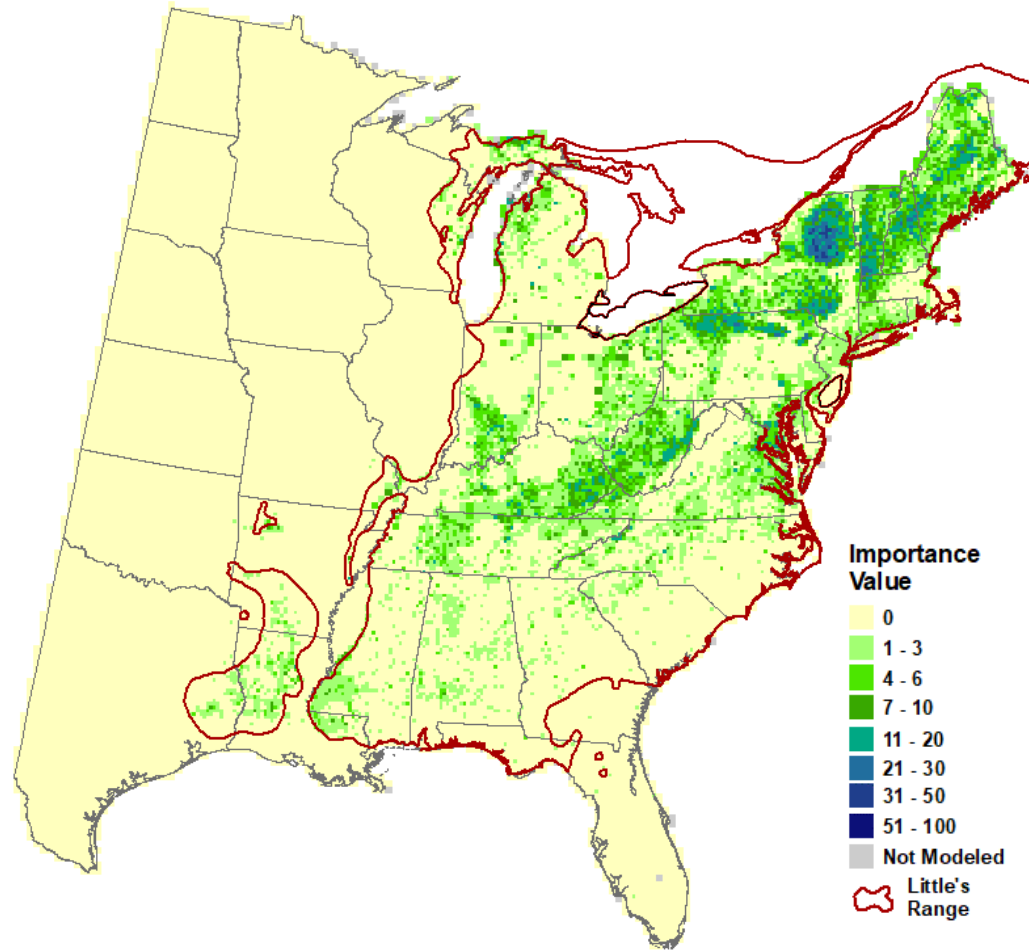 Importance
Value
0
1 - 3
4 - 6
7 - 10
11 - 20
21 - 30
31 - 50
51 - 100
Not Modeled
Little's
Range